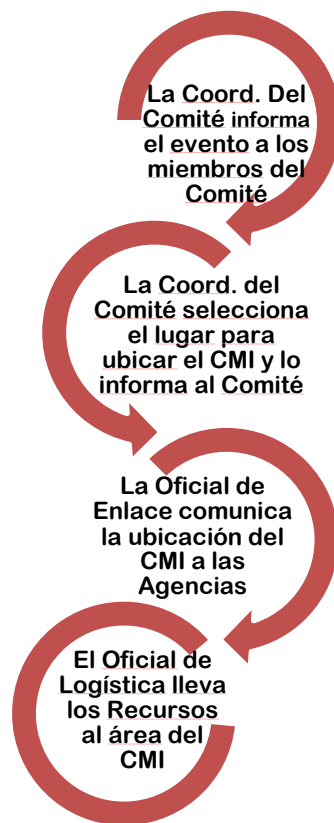 La Coord. Del
Comité informa
el evento a los
miembros del
Comité
La Coord. del
Comité selecciona
el lugar para
ubicar el CMI y lo
informa al Comité
La Oficial de
Enlace comunica
la ubicación del
CMI a las
Agencias
El Oficial de
Logística lleva
los Recursos
al área del
CMI